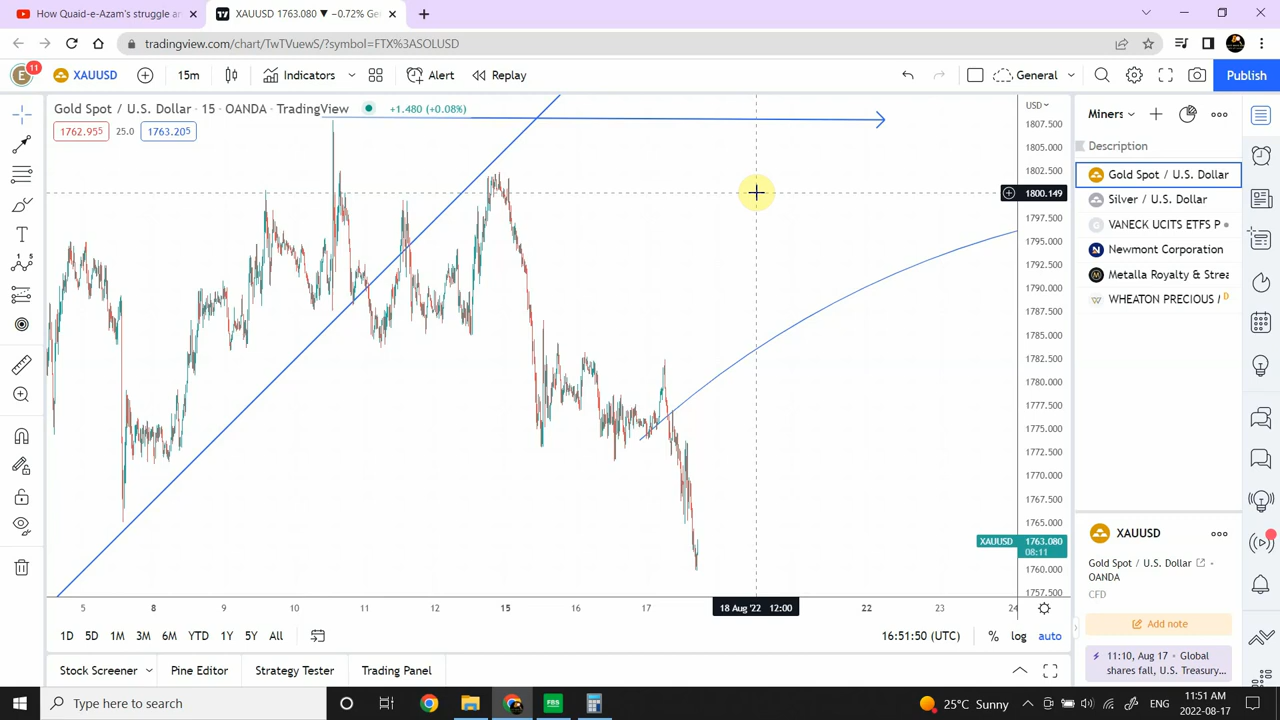 How Quaid-e-Azam's struggle an
XAUUSD 1763.080 ▼ −0.72% Ge
tradingview.com/chart/TwTVuewS/?symbol=FTX%3ASOLUSD
E 11
XAUUSD
15m
Indicators
Alert
Replay
General
Publish
Gold Spot / U.S. Dollar · 15 · OANDA · TradingView
+1.480 (+0.08%)
1762.955
25.0
1763.205
USD
1807.500
1805.000
1802.500
1800.149
1797.500
1795.000
1792.500
1790.000
1787.500
1785.000
1782.500
1780.000
1777.500
1775.000
1772.500
1770.000
1767.500
1765.000
XAUUSD 1763.080
08:11
1760.000
1757.500
5 8 9 10 11 12 15 16 17 18 Aug '22 12:00 22 23 24
1D 5D 1M 3M 6M YTD 1Y 5Y All
16:51:50 (UTC)
% log auto
Stock Screener
Pine Editor
Strategy Tester
Trading Panel
Miners
Description
Gold Spot / U.S. Dollar
Silver / U.S. Dollar
VANECK UCITS ETFS P
Newmont Corporation
Metalla Royalty & Stre
WHEATON PRECIOUS D
XAUUSD
Gold Spot / U.S. Dollar
OANDA
CFD
Add note
11:10, Aug 17 • Global
shares fall, U.S. Treasury...
Type here to search
FBS
25°C Sunny
ENG
11:51 AM
2022-08-17